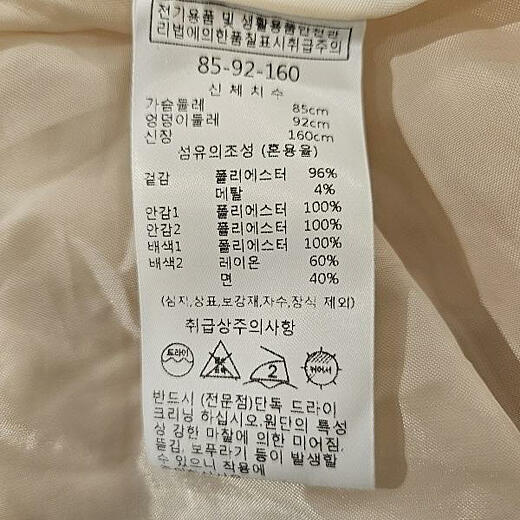 전기용품 및 생활용품안전관
리법에의한품질표시취급주의
85-92-160
신체치수
가슴둘레 85cm
엉덩이둘레 92cm
신장 160cm
섬유의조성 (혼용율)
겉감 폴리에스터 96%
메탈 4%
안감1 폴리에스터 100%
안감2 폴리에스터 100%
배색1 폴리에스터 100%
배색2 레이온 60%
면 40%
(심지,상표,보강재,자수,장식 제외)
취급상주의사항
드라이 2
반드시 (전문점)단독 드라이
크리닝 하십시오.원단의 특성
상 강한 마찰에 의한 미어짐,
뜯김, 보푸라기 등이 발생할
수 있으니 착용에